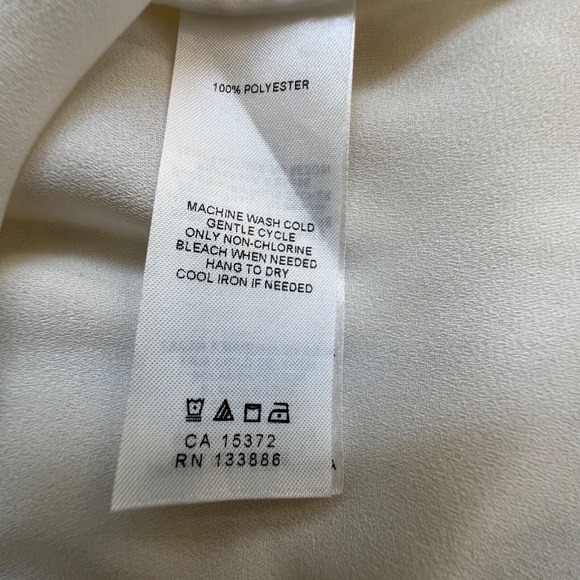 100% POLYESTER
MACHINE WASH COLD
GENTLE CYCLE
ONLY NON-CHLORINE
BLEACH WHEN NEEDED
HANG TO DRY
COOL IRON IF NEEDED
CA 15372
RN 133886